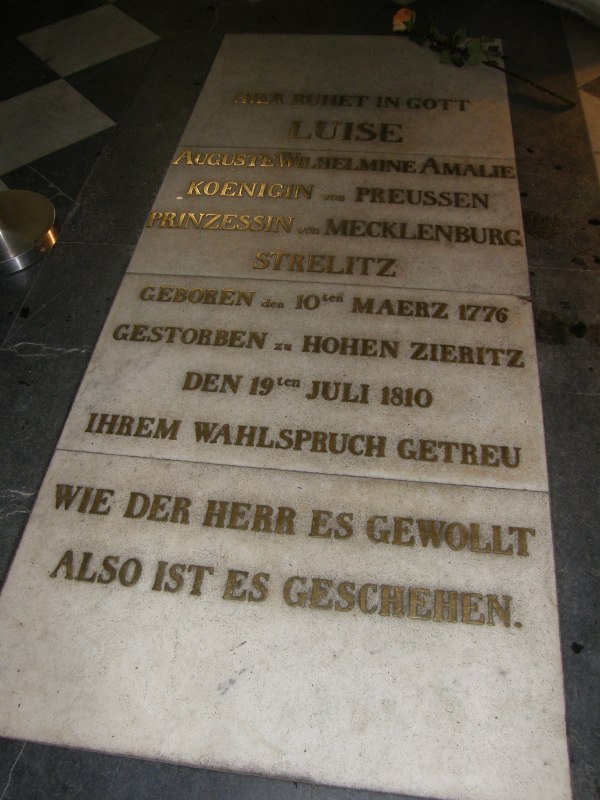 HIER RUHET IN GOTT
LUISE
AUGUSTE WILHELMINE AMALIE
KOENIGIN von PREUSSEN
PRINZESSIN von MECKLENBURG
STRELITZ
GEBOREN den 10ten MAERZ 1776
GESTORBEN zu HOHEN ZIERITZ
DEN 19ten JULI 1810
IHREM WAHLSPRUCH GETREU
WIE DER HERR ES GEWOLLT
ALSO IST ES GESCHEHEN.